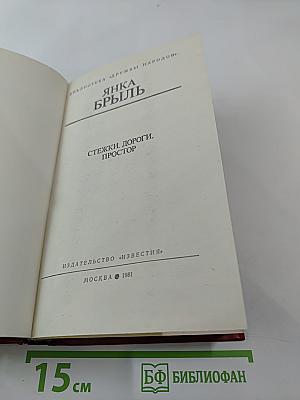 БИБЛИОТЕКА «ДРУЖБЫ НАРОДОВ»
ЯНКА
БРЫЛЬ
СТЕЖКИ, ДОРОГИ,
ПРОСТОР
ИЗДАТЕЛЬСТВО «ИЗВЕСТИЯ»
МОСКВА 1981
15 см
БФ БИБЛИОФАН